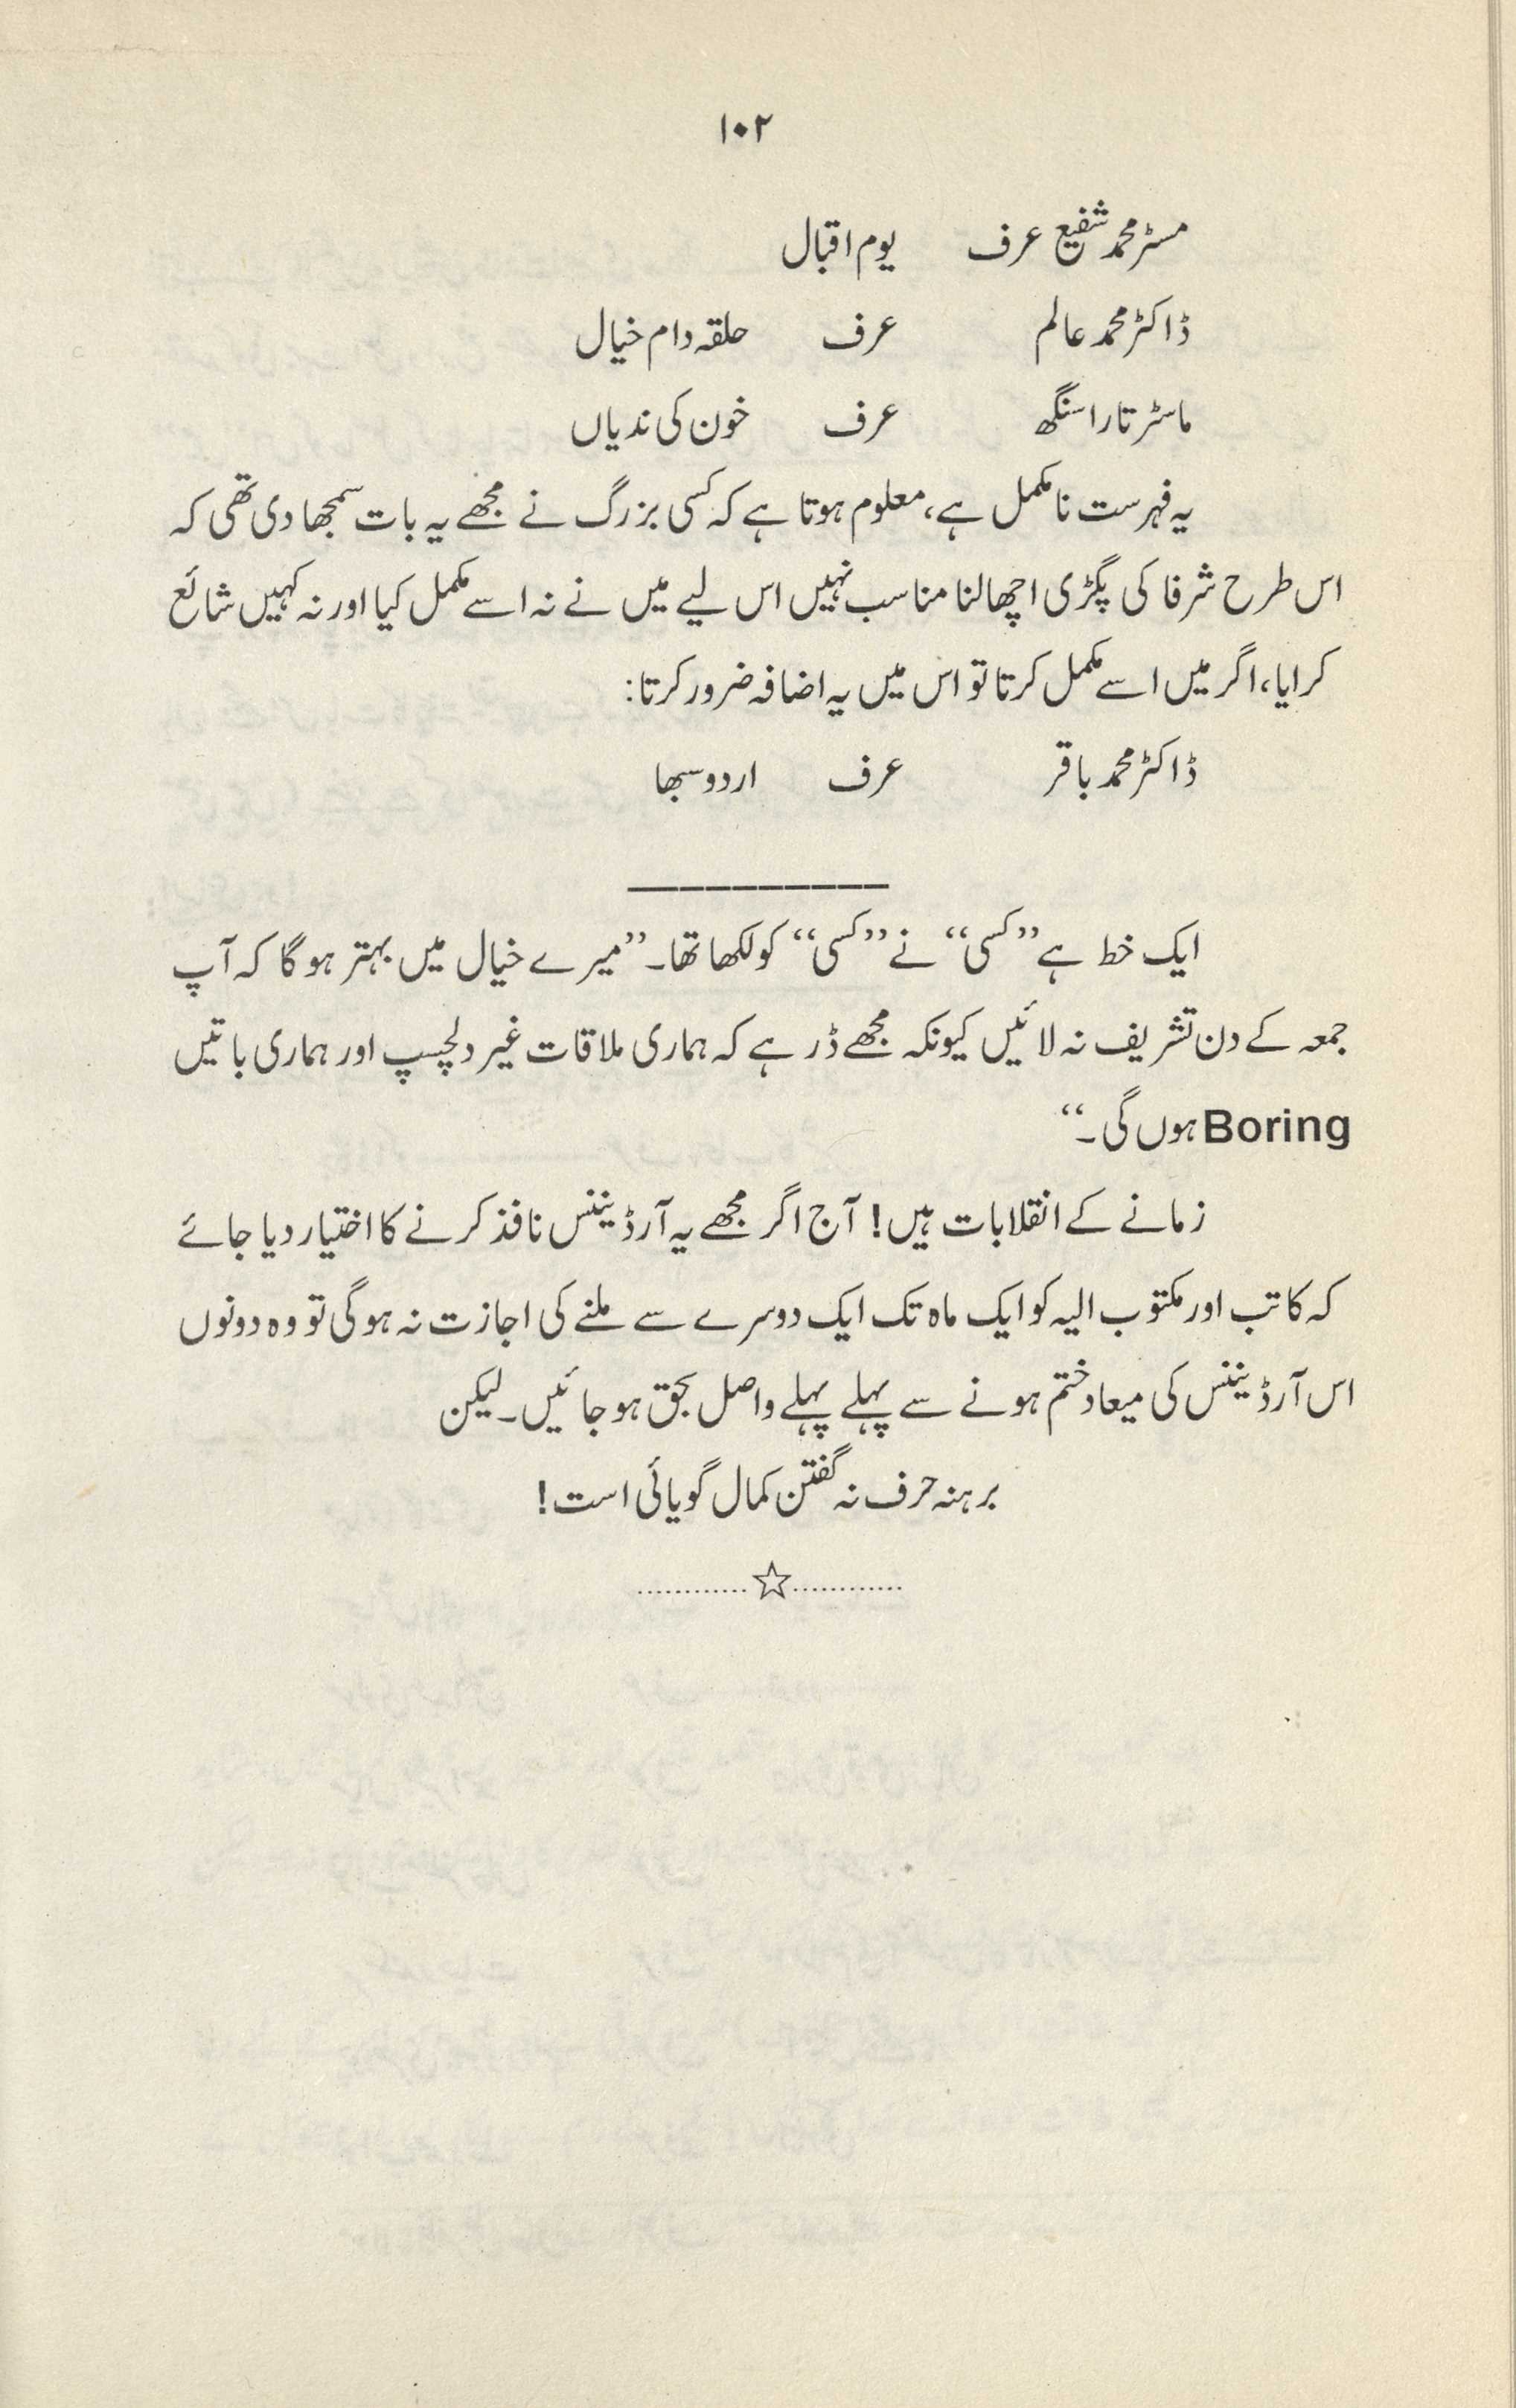 ۱۰۲
مسٹر محمد شفیع عرف یوم اقبال
ڈاکٹر محمد عالم عرف حلقہ دام خیال
ماسٹر تارا سنگھ عرف خون کی ندیاں
یہ فہرست نامکمل ہے، معلوم ہوتا ہے کہ کسی بزرگ نے مجھے یہ بات سمجھا دی تھی کہ
اس طرح شرفا کی پگڑی اچھالنا مناسب نہیں اس لیے میں نے نہ اسے مکمل کیا اور نہ کہیں شائع
کرایا، اگر میں اسے مکمل کرتا تو اس میں یہ اضافہ ضرور کرتا:
ڈاکٹر محمد باقر عرف اردو سبھا
ایک خط ہے ”کسی“ نے ”کسی“ کو لکھا تھا۔ ”میرے خیال میں بہتر ہو گا کہ آپ
جمعہ کے دن تشریف نہ لائیں کیونکہ مجھے ڈر ہے کہ ہماری ملاقات غیر دلچسپ اور ہماری باتیں
Boring ہوں گی۔“
زمانے کے انقلابات ہیں! آج اگر مجھے یہ آرڈیننس نافذ کرنے کا اختیار دیا جائے
کہ کاتب اور مکتوب الیہ کو ایک ماہ تک ایک دوسرے سے ملنے کی اجازت نہ ہوگی تو وہ دونوں
اس آرڈیننس کی میعاد ختم ہونے سے پہلے پہلے واصل بحق ہو جائیں۔ لیکن
برہنہ حرف نہ گفتن کمال گویائی است!
............☆............